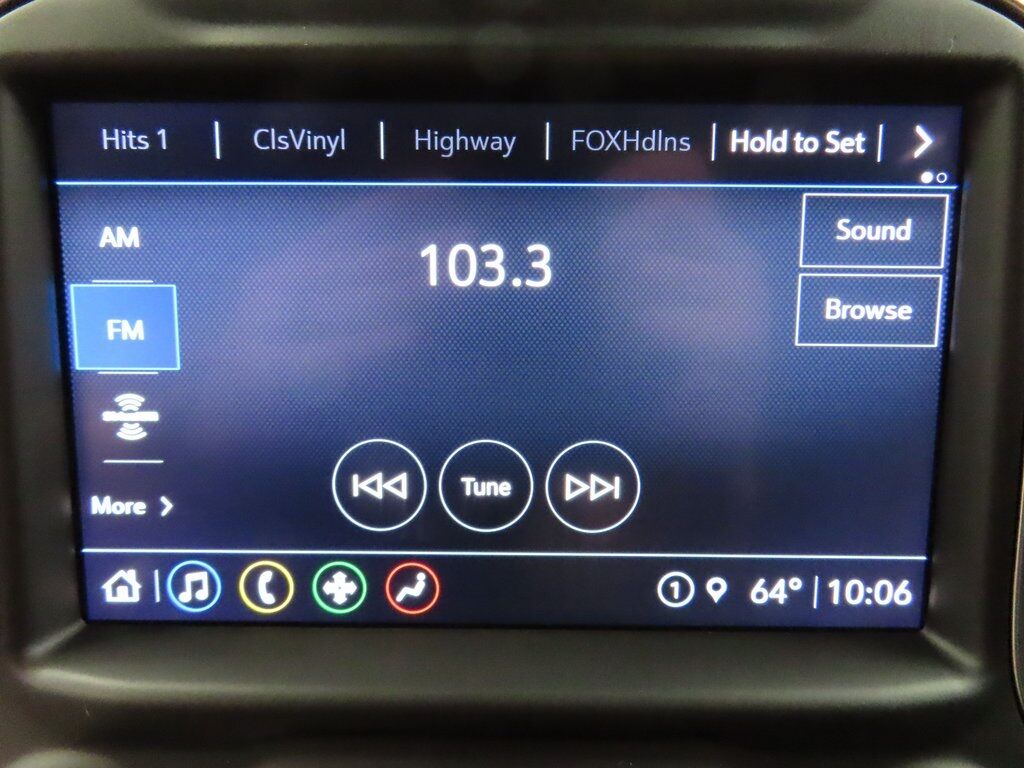 Hits 1 | ClsVinyl | Highway | FOXHdlns | Hold to Set |
AM
103.3
Sound
FM
Browse
More
Tune
1 64° | 10:06